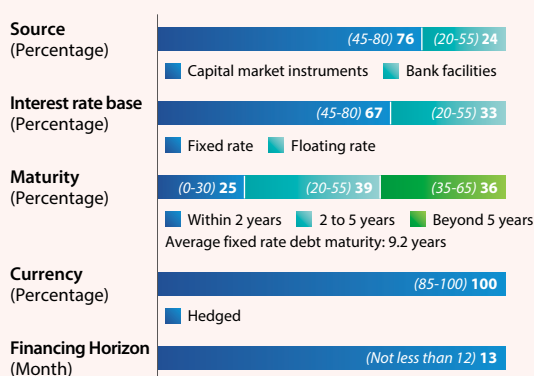 Source
(Percentage)
(45-80) 76 (20-55) 24
Capital market instruments Bank facilities
Interest rate base
(Percentage)
(45-80) 67 (20-55) 33
Fixed rate Floating rate
Maturity
(Percentage)
(0-30) 25 (20-55) 39 (35-65) 36
Within 2 years 2 to 5 years Beyond 5 years
Average fixed rate debt maturity: 9.2 years
Currency
(Percentage)
(85-100) 100
Hedged
Financing Horizon
(Month)
(Not less than 12) 13